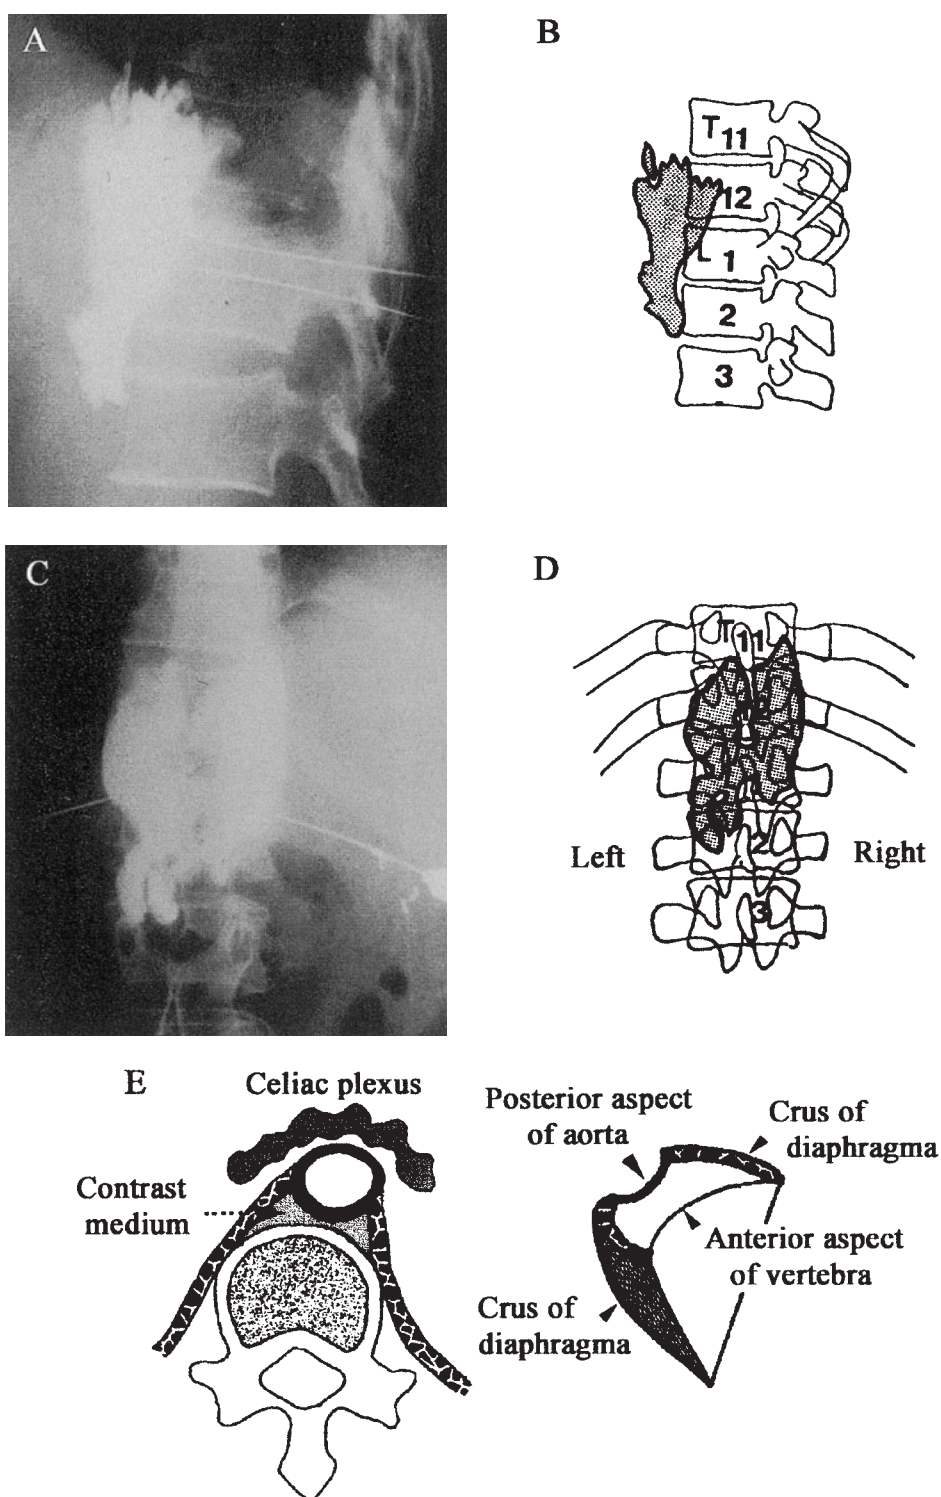 A
B
T11
12
L1
2
3
C
D
T11
2
3
Left
Right
E
Celiac plexus
Contrast
medium
Posterior aspect
of aorta
Crus of
diaphragma
Anterior aspect
of vertebra
Crus of
diaphragma